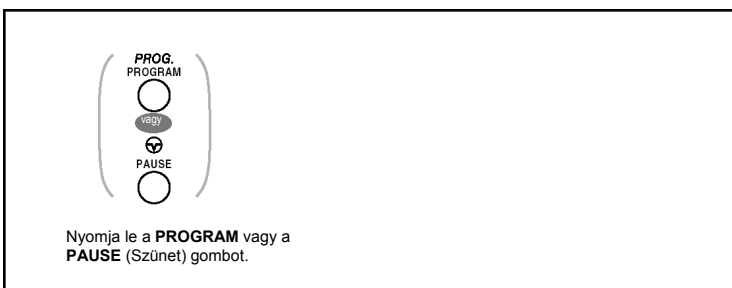 PROG.
PROGRAM
vagy
PAUSE
Nyomja le a PROGRAM vagy a
PAUSE (Szünet) gombot.